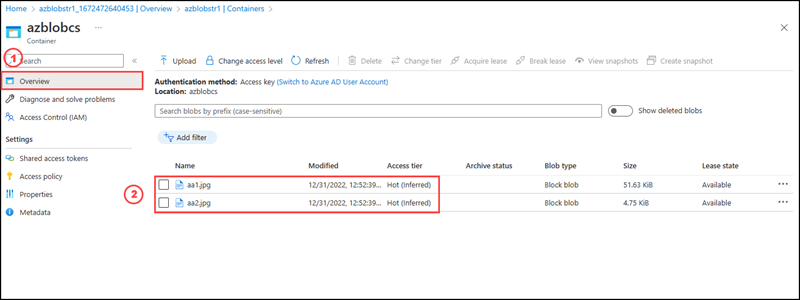 Home > azblobstr1_1672472640453 | Overview > azblobstr1 | Containers >
azblobcs ...
Container
1
Search
Upload Change access level Refresh Delete Change tier Acquire lease Break lease View snapshots Create snapshot
Overview
Diagnose and solve problems
Access Control (IAM)
Settings
Shared access tokens
Access policy
Properties
Metadata
Authentication method: Access key (Switch to Azure AD User Account)
Location: azblobcs
Search blobs by prefix (case-sensitive)
Show deleted blobs
Add filter
Name Modified Access tier Archive status Blob type Size Lease state
2
aa1.jpg 12/31/2022, 12:52:39... Hot (Inferred) Block blob 51.63 KiB Available ...
aa2.jpg 12/31/2022, 12:52:39... Hot (Inferred) Block blob 4.75 KiB Available ...